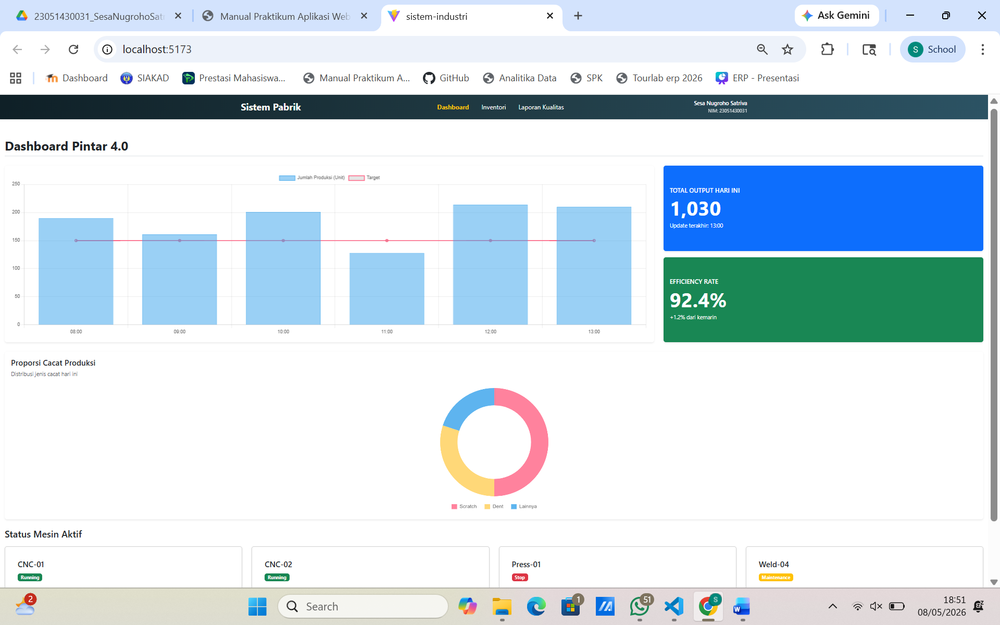 23051430031_SesaNugrohoSat
Manual Praktikum Aplikasi Web
sistem-industri
Ask Gemini
localhost:5173
S
School
Dashboard
SIAKAD
Prestasi Mahasiswa...
Manual Praktikum A...
GitHub
Analitika Data
SPK
Tourlab erp 2026
ERP - Presentasi
Sistem Pabrik
Dashboard
Inventori
Laporan Kualitas
Sesa Nugroho Satriva
NIM: 23051430031
Dashboard Pintar 4.0
Jumlah Produksi (Unit)
Target
250
200
150
100
50
0
08:00
09:00
10:00
11:00
12:00
13:00
TOTAL OUTPUT HARI INI
1,030
Update terakhir: 13:00
EFFICIENCY RATE
92.4%
+1.2% dari kemarin
Proporsi Cacat Produksi
Distribusi jenis cacat hari ini
Scratch
Dent
Lainnya
Status Mesin Aktif
CNC-01
Running
CNC-02
Running
Press-01
Stop
Weld-04
Maintenance
2
Search
1
51
S
18:51
08/05/2026